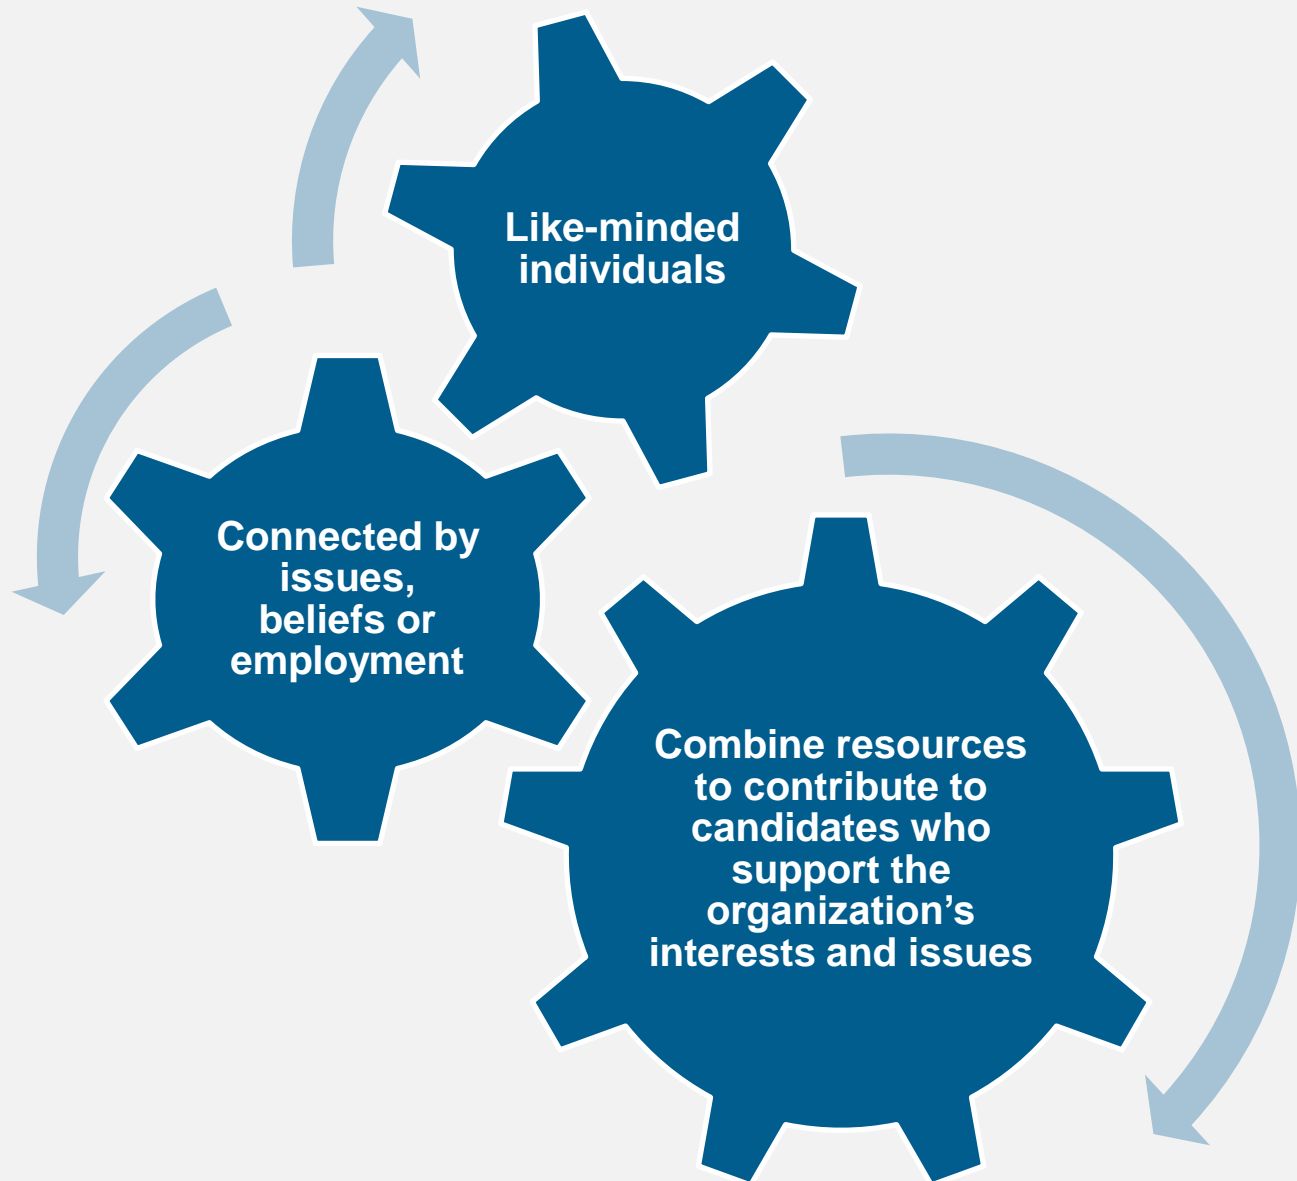 Like-minded
individuals
Connected by
issues,
beliefs or
employment
Combine resources
to contribute to
candidates who
support the
organization’s
interests and issues